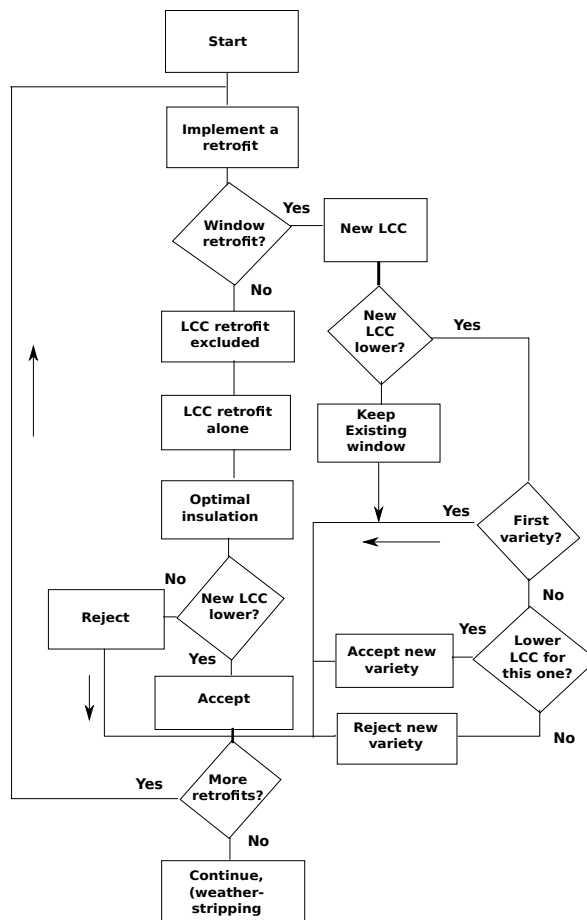 Start
Implement a
retrofit
Window
retrofit?
Yes
New LCC
No
New
LCC
lower?
Yes
LCC retrofit
excluded
LCC retrofit
alone
Keep
Existing
window
Optimal
insulation
Yes
First
variety?
No
No
New LCC
lower?
Reject
Yes
Yes
Accept new
variety
Lower
LCC for
this one?
Accept
Reject new
variety
No
Yes
More
retrofits?
No
Continue,
(weather-
stripping